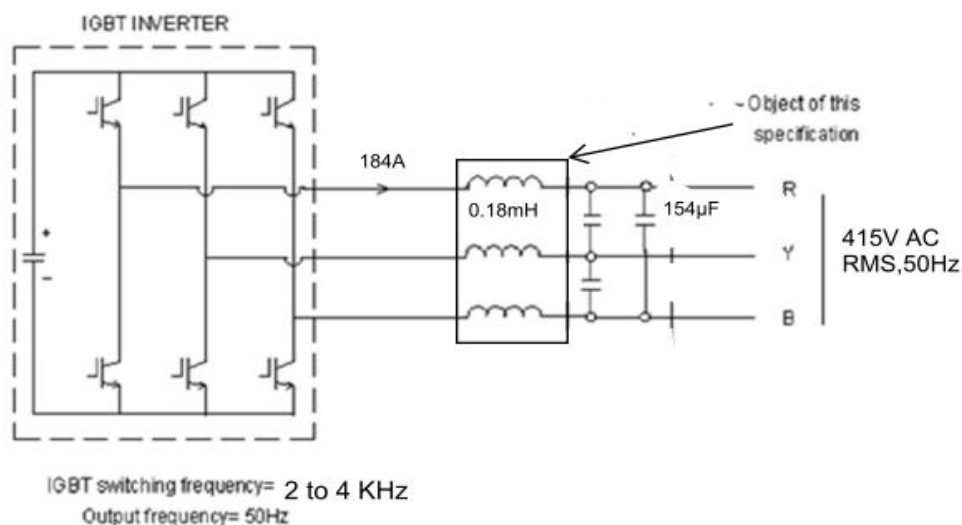 IGBT INVERTER
Object of this
specification
184A
R
0.18mH
154µF
415V AC
Y
RMS,50Hz
+
-
B
IGBT switching frequency= 2 to 4 KHz
Output frequency= 50Hz